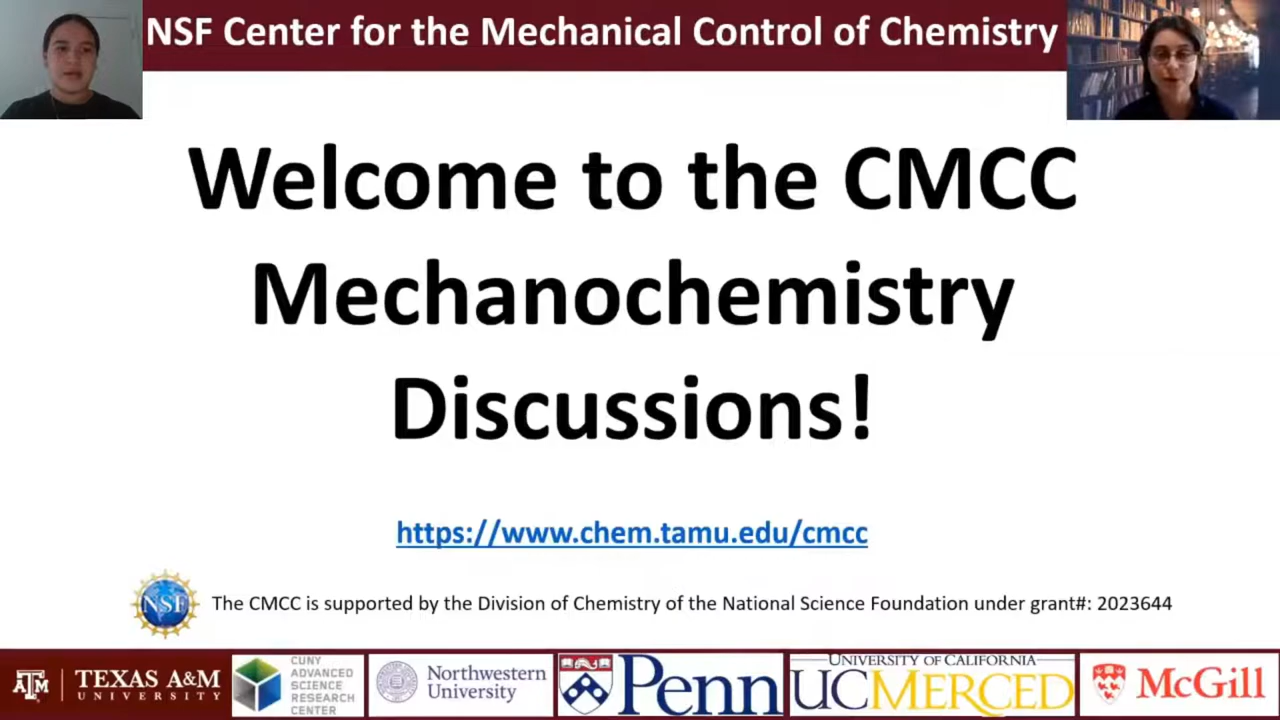 NSF Center for the Mechanical Control of Chemistry
Welcome to the CMCC
Mechanochemistry
Discussions!
https://www.chem.tamu.edu/cmcc
NSF
The CMCC is supported by the Division of Chemistry of the National Science Foundation under grant#: 2023644
ATM
TEXAS A&M
UNIVERSITY
CUNY
ADVANCED
SCIENCE
RESEARCH
CENTER
Northwestern
University
Penn
UNIVERSITY OF CALIFORNIA
UCMERCED
McGill